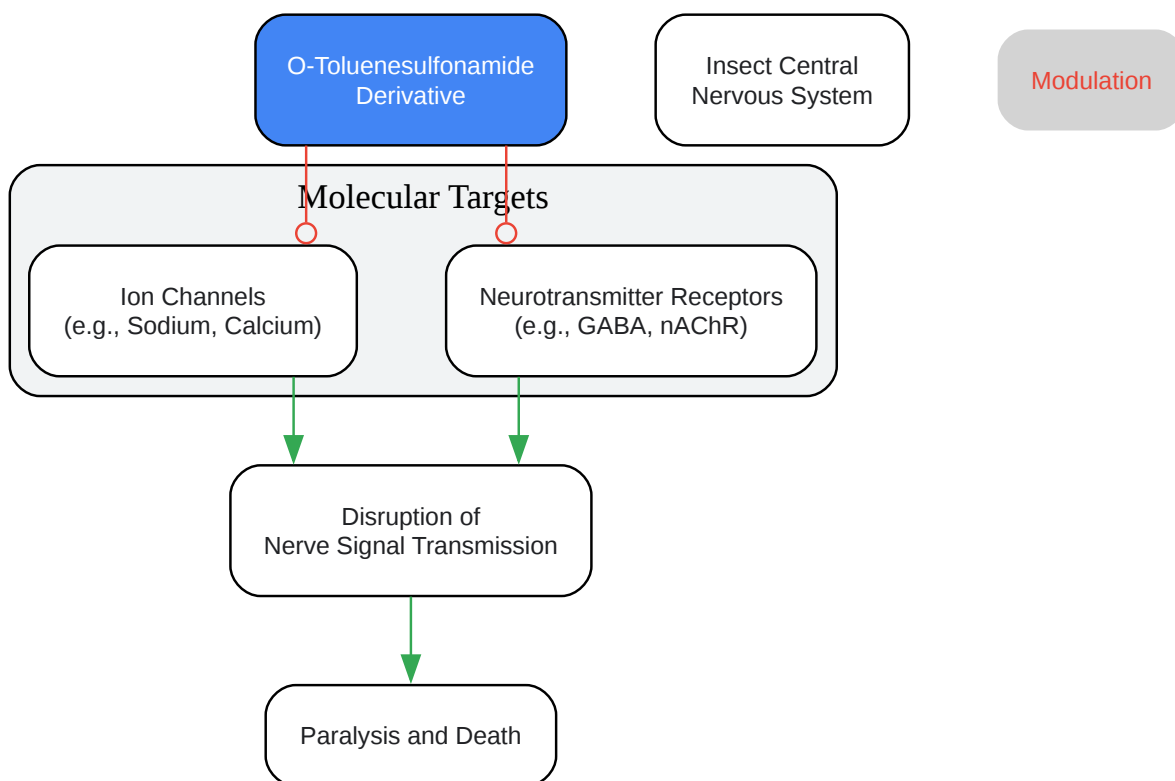 O-Toluenesulfonamide
Derivative
Insect Central
Nervous System
Modulation
Molecular Targets
Ion Channels
(e.g., Sodium, Calcium)
Neurotransmitter Receptors
(e.g., GABA, nAChR)
Disruption of
Nerve Signal Transmission
Paralysis and Death